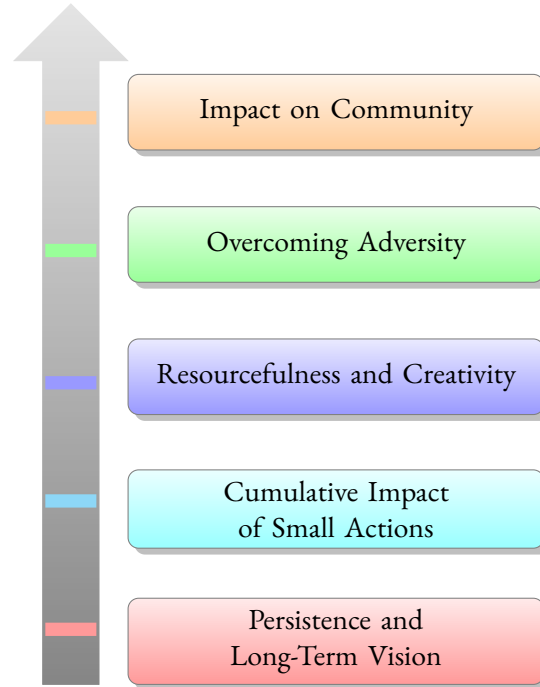 Impact on Community
Overcoming Adversity
Resourcefulness and Creativity
Cumulative Impact
of Small Actions
Persistence and
Long-Term Vision